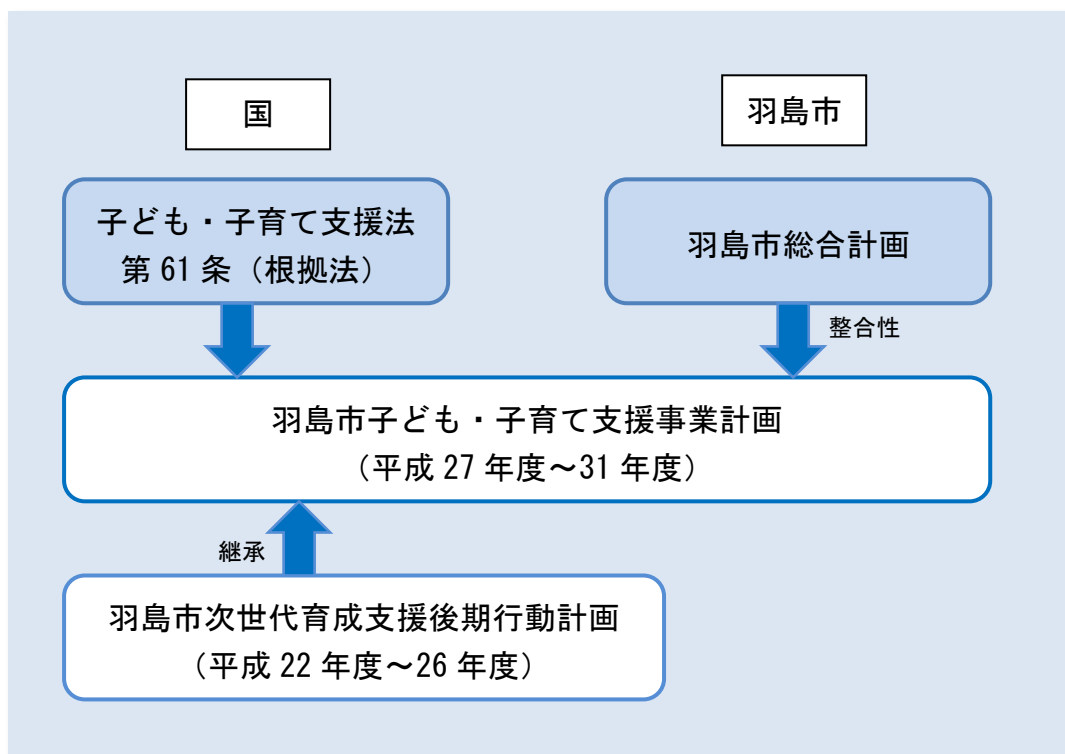 国
羽島市
子ども・子育て支援法
第 61 条（根拠法）
羽島市総合計画
整合性
羽島市子ども・子育て支援事業計画
（平成 27 年度～31 年度）
継承
羽島市次世代育成支援後期行動計画
（平成 22 年度～26 年度）